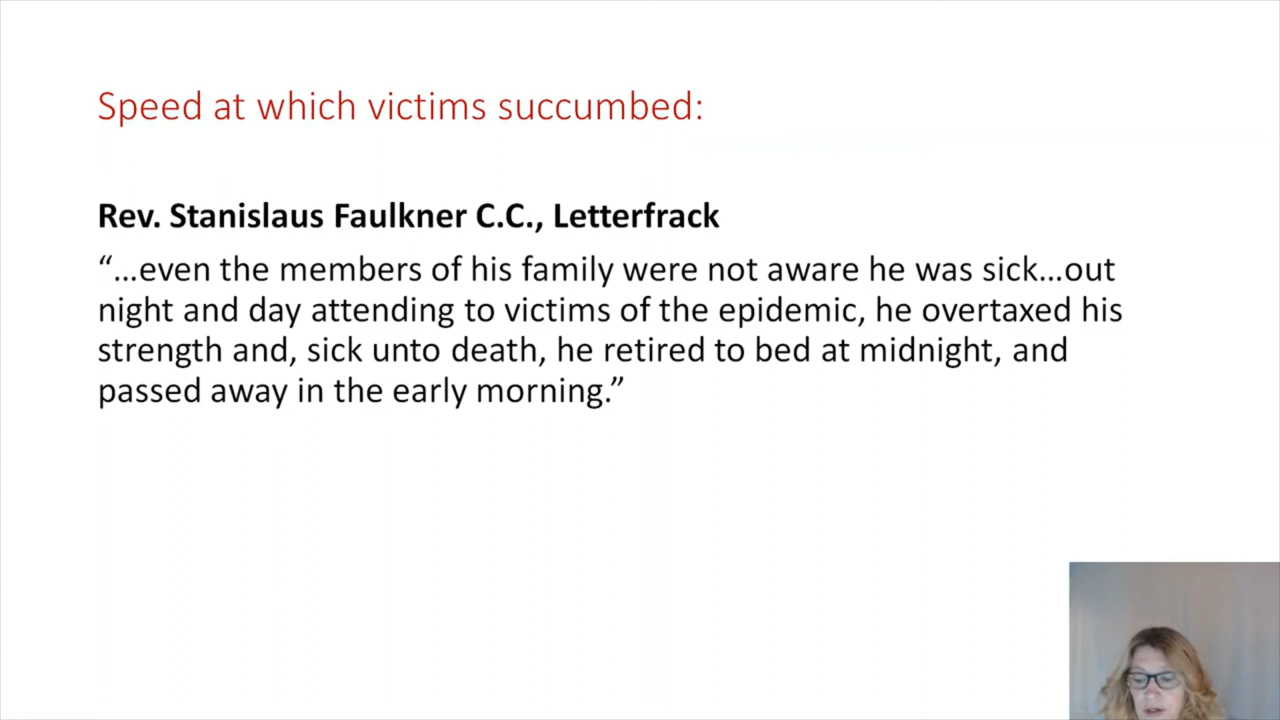 Speed at which victims succumbed:
Rev. Stanislaus Faulkner C.C., Letterfrack
“…even the members of his family were not aware he was sick…out
night and day attending to victims of the epidemic, he overtaxed his
strength and, sick unto death, he retired to bed at midnight, and
passed away in the early morning.”